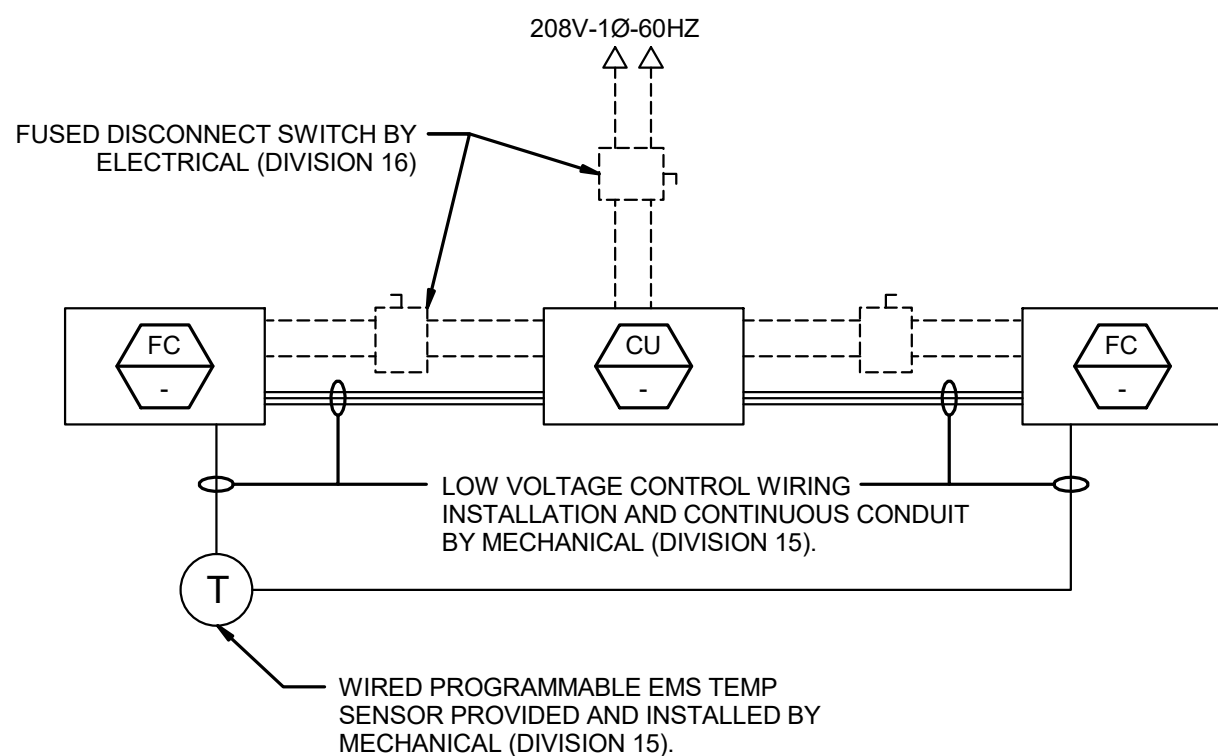 208V-1Ø-60HZ
FUSED DISCONNECT SWITCH BY
ELECTRICAL (DIVISION 16)
FC
-
CU
-
FC
-
LOW VOLTAGE CONTROL WIRING
INSTALLATION AND CONTINUOUS CONDUIT
BY MECHANICAL (DIVISION 15).
T
WIRED PROGRAMMABLE EMS TEMP
SENSOR PROVIDED AND INSTALLED BY
MECHANICAL (DIVISION 15).